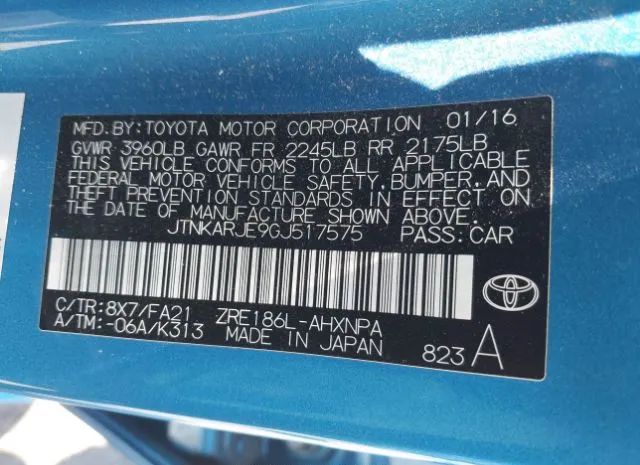 MFD.BY:TOYOTA MOTOR CORPORATION 01/16
GVWR 3960LB GAWR FR 2245LB RR 2175LB
THIS VEHICLE CONFORMS TO ALL APPLICABLE
FEDERAL MOTOR VEHICLE SAFETY,BUMPER,AND
THEFT PREVENTION STANDARDS IN EFFECT ON
THE DATE OF MANUFACTURE SHOWN ABOVE.
JTNKARJE9GJ517575 PASS.CAR
C/TR:8X7/FA21 ZRE186L-AHXNPA
A/TM:-06A/K313 MADE IN JAPAN 823 A